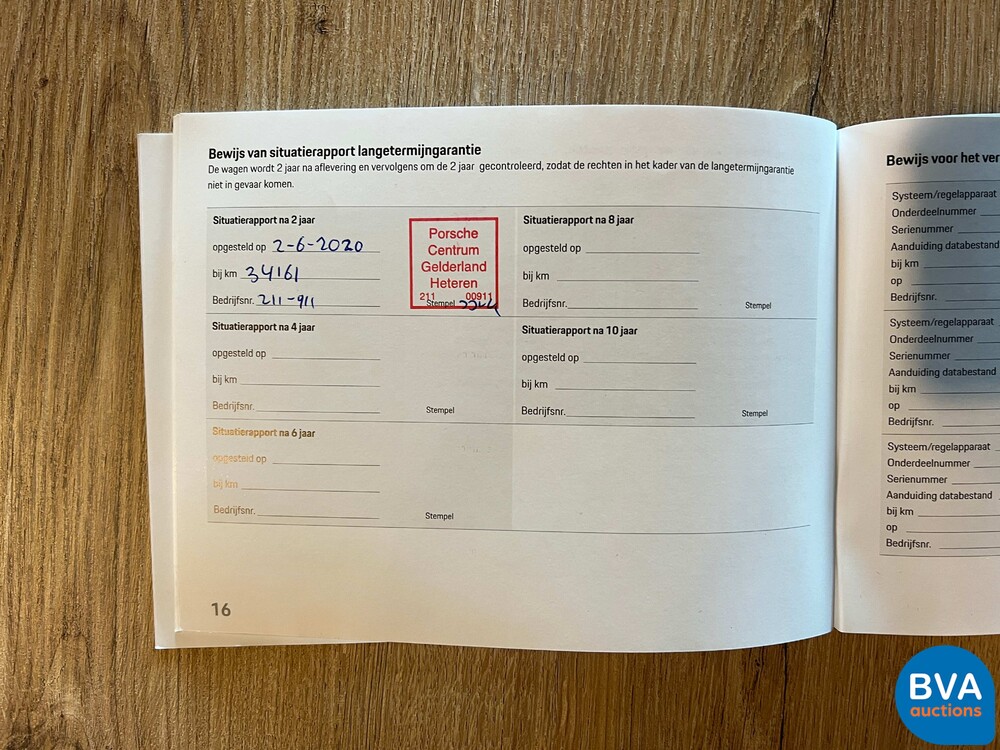 Bewijs van situatierapport langetermijngarantie
De wagen wordt 2 jaar na aflevering en vervolgens om de 2 jaar gecontroleerd, zodat de rechten in het kader van de langetermijngarantie
niet in gevaar komen.
Situatierapport na 2 jaar
opgesteld op 2-6-2020
bij km 34161
Bedrijfsnr. 211-911
Porsche
Centrum
Gelderland
Heteren
211 00911
Stempel
Situatierapport na 4 jaar
opgesteld op
bij km
Bedrijfsnr.
Stempel
Situatierapport na 6 jaar
opgesteld op
bij km
Bedrijfsnr.
Stempel
Situatierapport na 8 jaar
opgesteld op
bij km
Bedrijfsnr.
Stempel
Situatierapport na 10 jaar
opgesteld op
bij km
Bedrijfsnr.
Stempel
16
Bewijs voor het
Systeem/regelapparaat
Onderdeelnummer
Serienummer
Aanduiding databestand
bij km
op
Bedrijfsnr.
Systeem/regelapparaat
Onderdeelnummer
Serienummer
Aanduiding databestand
bij km
op
Bedrijfsnr.
Systeem/regelapparaat
Onderdeelnummer
Serienummer
Aanduiding databestand
bij km
op
Bedrijfsnr.
BVA
auctions